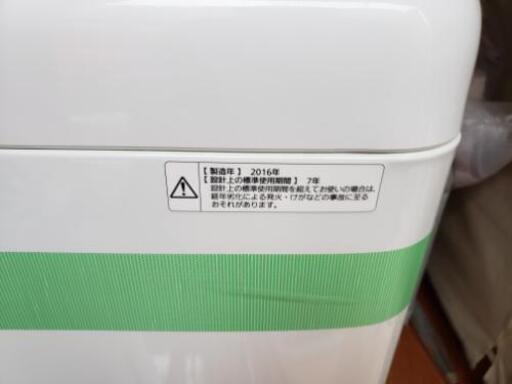 【製造年】 2016年
【設計上の標準使用期間】 7年
設計上の標準使用期間を超えてお使いの場合は、
経年劣化による発火・けがなどの事故に至る
おそれがあります。